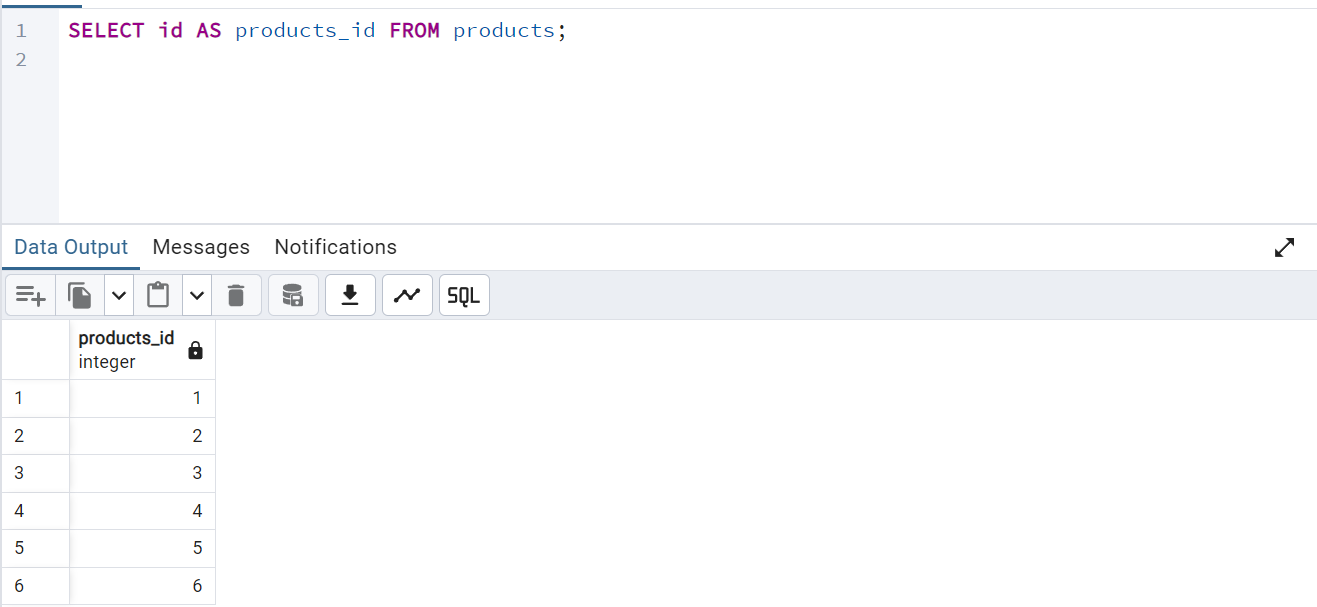 1 SELECT id AS products_id FROM products;
2
Data Output Messages Notifications
SQL
products_id
integer
1 1
2 2
3 3
4 4
5 5
6 6